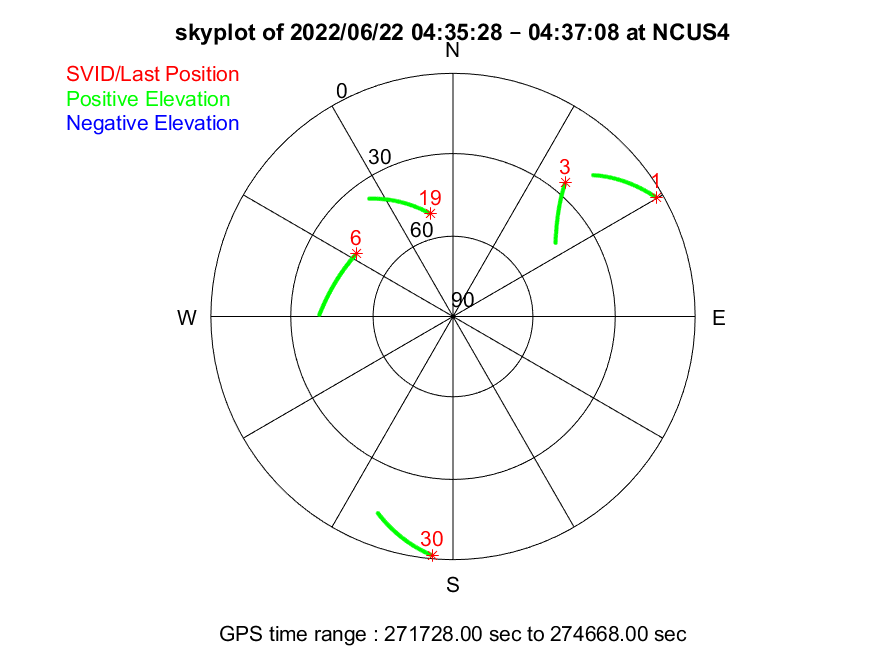 skyplot of 2022/06/22 04:35:28 − 04:37:08 at NCUS4
N
SVID/Last Position
Positive Elevation
Negative Elevation
0
30
3
1
19
60
6
90
W
E
30
S
GPS time range : 271728.00 sec to 274668.00 sec